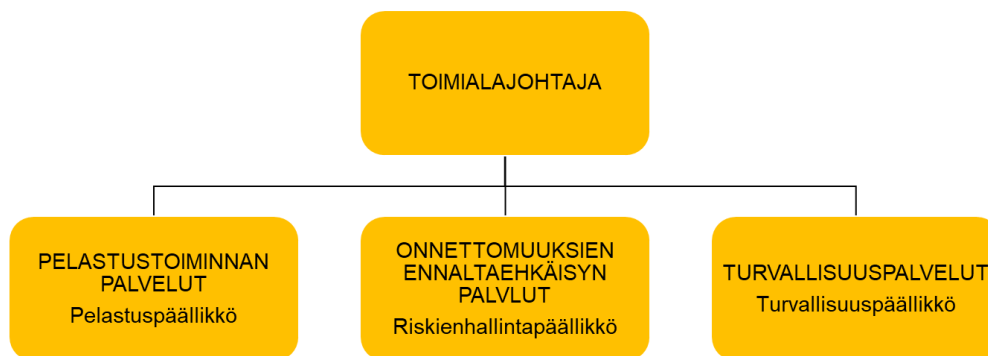 TOIMIALAJOHTAJA
PELASTUSTOIMINNAN
PALVELUT
Pelastuspäällikkö
ONNETTOMUUKSIEN
ENNALTAEHKÄISYN
PALVLUT
Riskienhallintapäällikkö
TURVALLISUUSPALVELUT
Turvallisuuspäällikkö